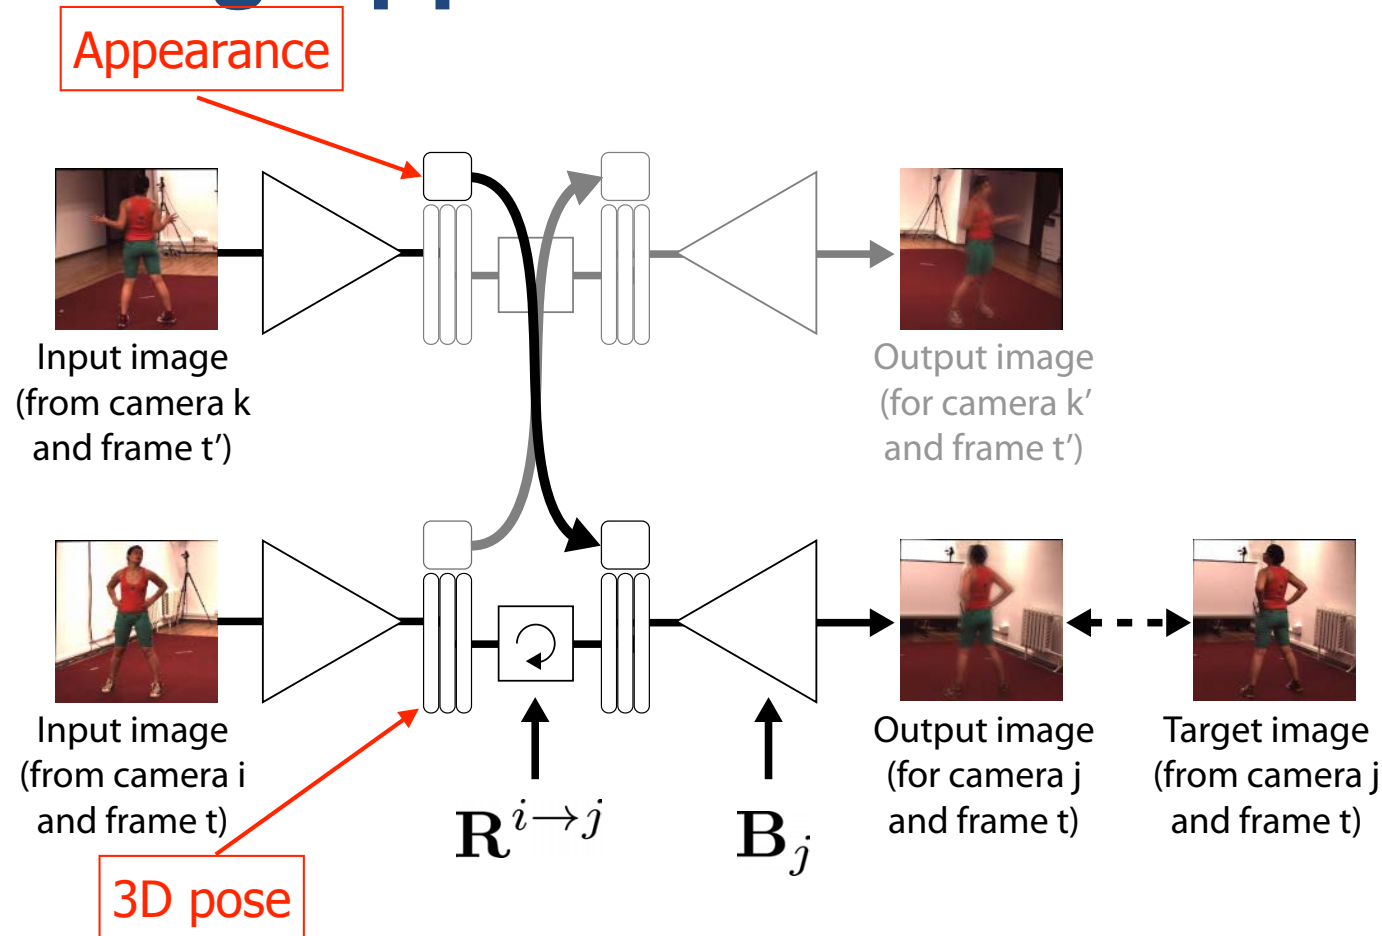 Appearance
Input image
(from camera k
and frame t’)
Output image
(for camera k’
and frame t’)
Input image
(from camera i
and frame t)
Output image
(for camera j
and frame t)
Target image
(from camera j
and frame t)
R^{i→j}
B_j
3D pose